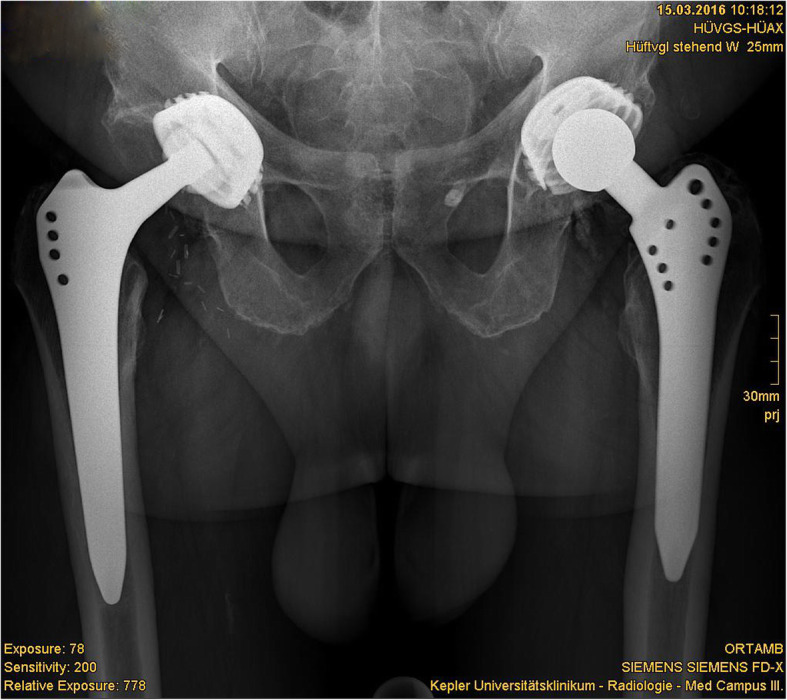 15.03.2016 10:18:12
HÜVGS-HÜAX
Hüftvgl stehend W 25mm
30mm
prj
Exposure: 78
Sensitivity: 200
Relative Exposure: 778
ORTAMB
SIEMENS SIEMENS FD-X
Kepler Universitätsklinikum - Radiologie - Med Campus III.